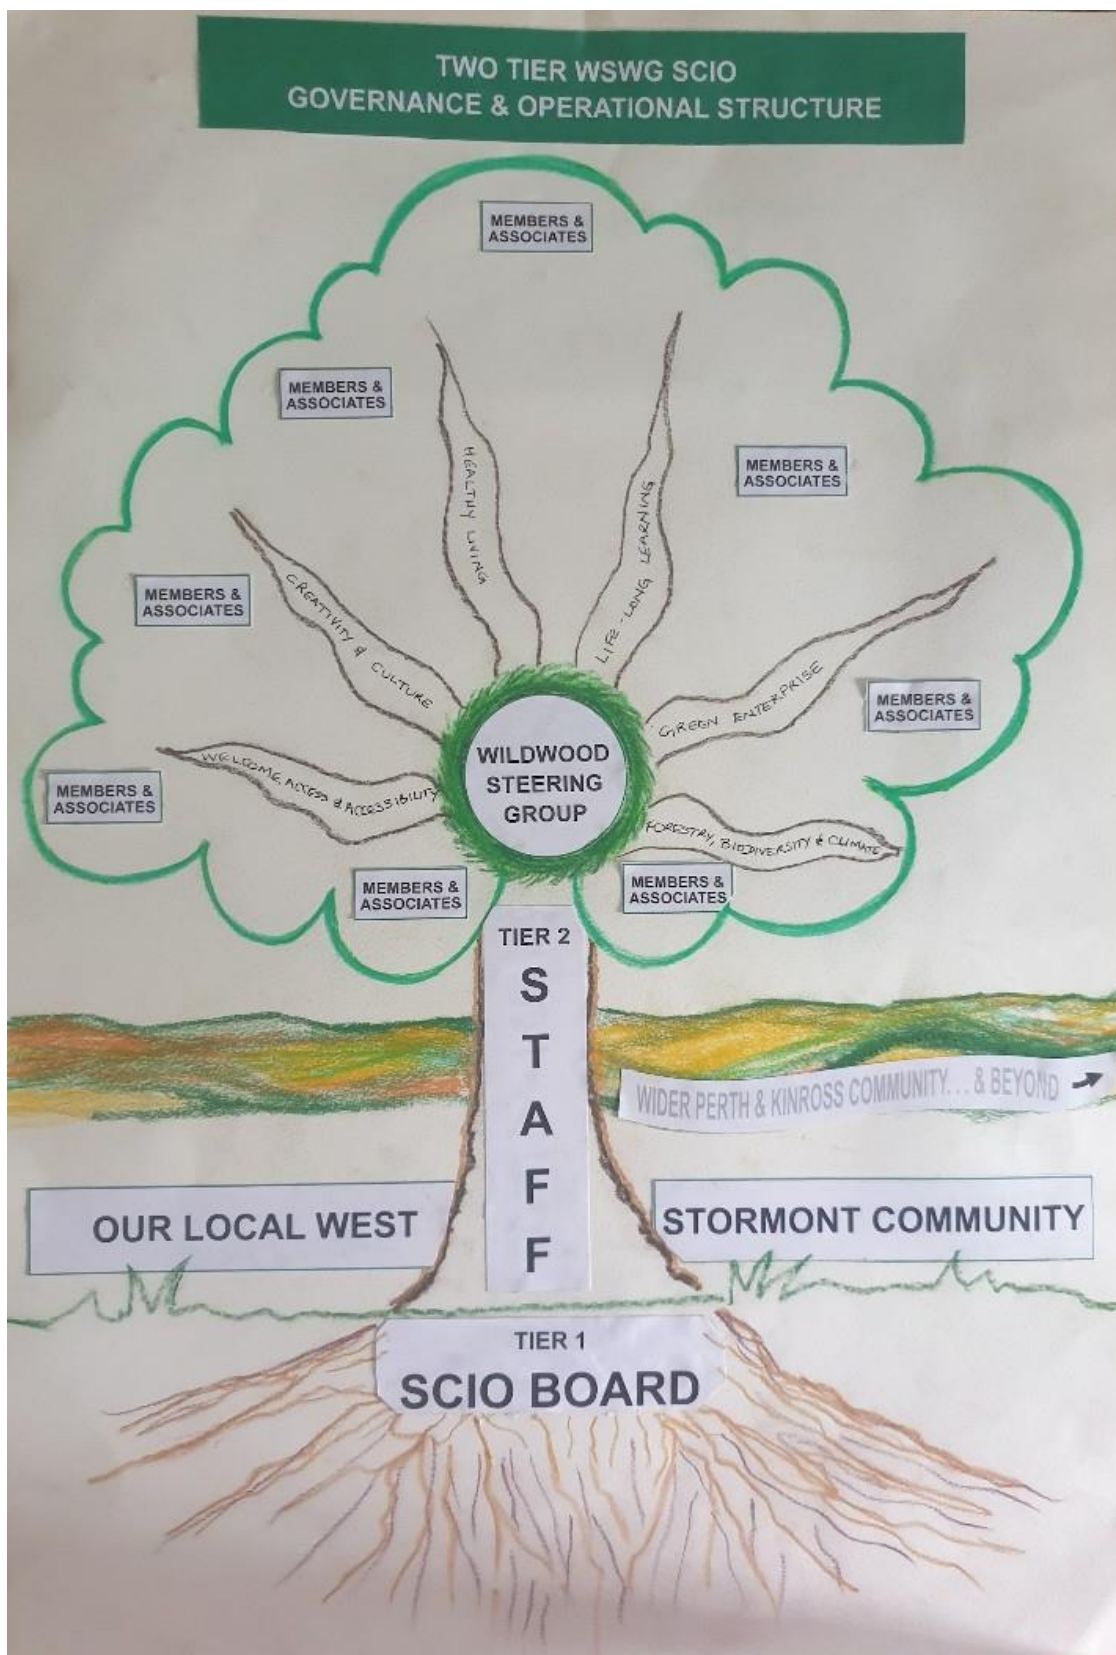 TWO TIER WSWG SCIO
GOVERNANCE & OPERATIONAL STRUCTURE
MEMBERS &
ASSOCIATES
MEMBERS &
ASSOCIATES
MEMBERS &
ASSOCIATES
MEMBERS &
ASSOCIATES
MEMBERS &
ASSOCIATES
MEMBERS &
ASSOCIATES
MEMBERS &
ASSOCIATES
MEMBERS &
ASSOCIATES
WELCOME, ACCESS & ACCESSIBILITY
CREATIVITY & CULTURE
HEALTHY LIVING
LIFE-LONG LEARNING
GREEN ENTERPRISE
FORESTRY, BIODIVERSITY & CLIMATE
WILDWOOD
STEERING
GROUP
TIER 2
STAFF
WIDER PERTH & KINROSS COMMUNITY... & BEYOND
OUR LOCAL WEST
STORMONT COMMUNITY
TIER 1
SCIO BOARD